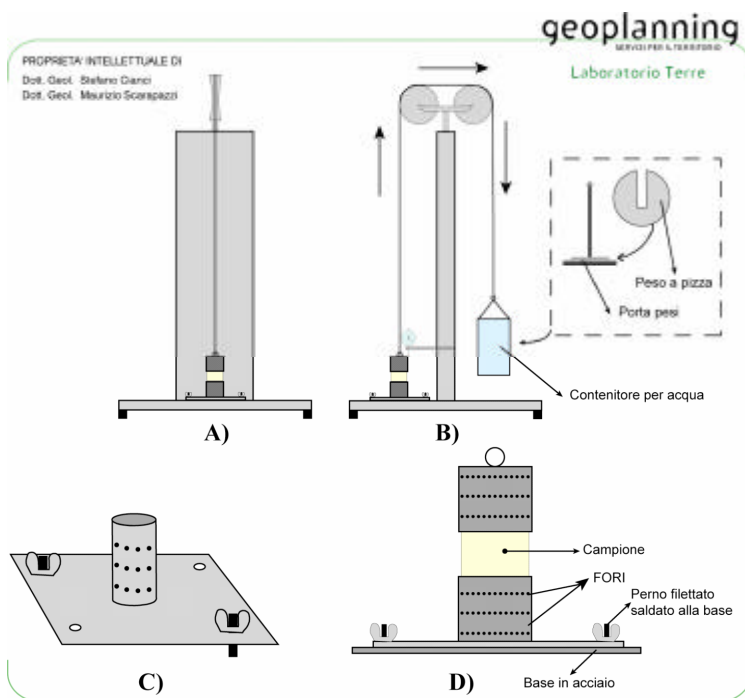 geoplanning
SERVIZI PER IL TERRITORIO
Laboratorio Terre
PROPRIETA' INTELLETTUALE DI
Dott. Geol. Stefano Cianci
Dott. Geol. Maurizio Scarapazzi
Peso a pizza
Porta pesi
Contenitore per acqua
A)
B)
Campione
FORI
Perno filettato
saldato alla base
Base in acciaio
C)
D)